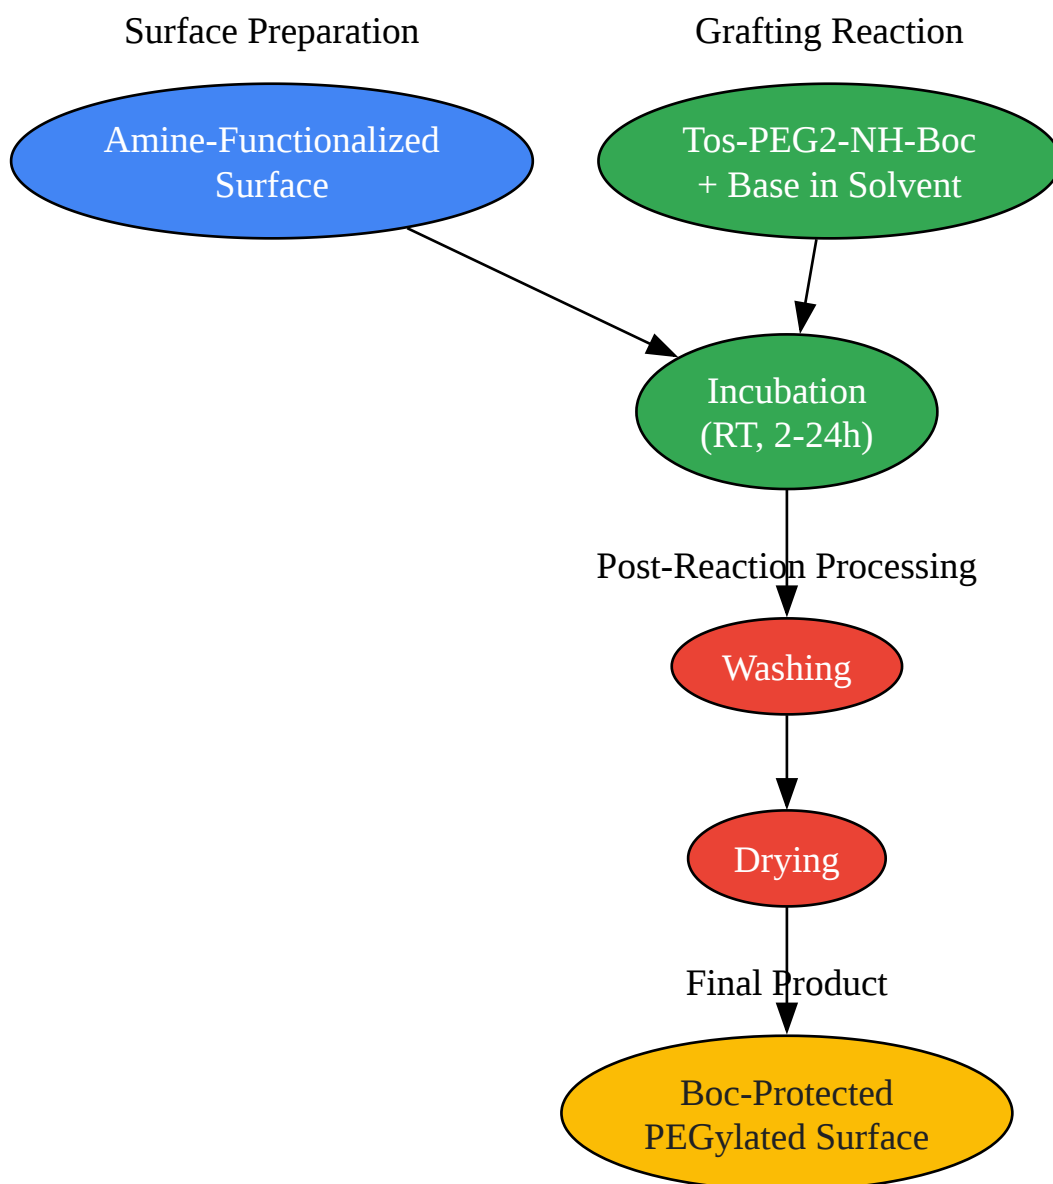 Surface Preparation
Grafting Reaction
Amine-Functionalized
Surface
Tos-PEG2-NH-Boc
+ Base in Solvent
Incubation
(RT, 2-24h)
Post-Reaction Processing
Washing
Drying
Final Product
Boc-Protected
PEGylated Surface